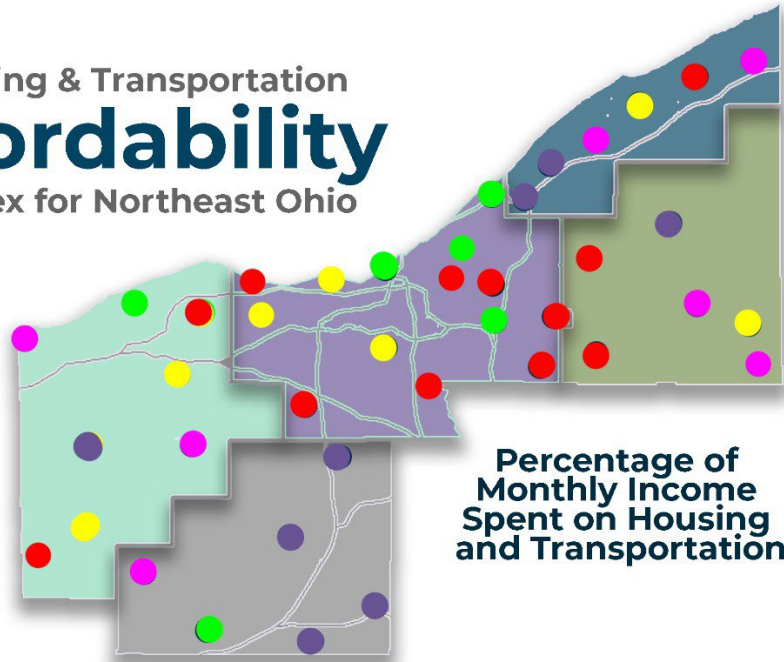 ing & Transportation
ordability
ex for Northeast Ohio
Percentage of
Monthly Income
Spent on Housing
and Transportation